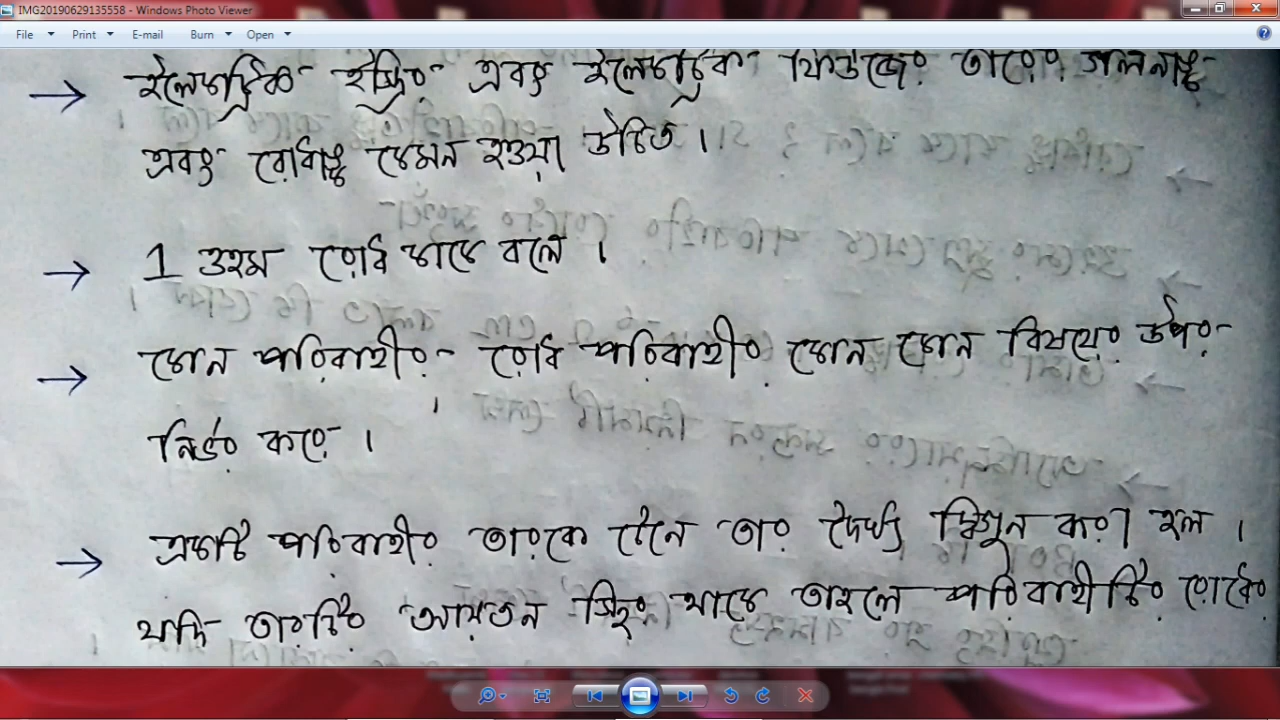 IMG20190629135558 - Windows Photo Viewer
File Print E-mail Burn Open
→ ইলেকট্রিক ইস্ত্রির এবং ইলেকট্রিক ফিউজের তারের গলনাঙ্ক
এবং রোধাঙ্ক কেমন হওয়া উচিত ।
→ 1 ওহম রোধ কাকে বলে ।
→ কোন পরিবাহীর রোধ পরিবাহীর কোন কোন বিষয়ের উপর
নির্ভর করে ।
→ একটি পরিবাহীর তারকে টেনে তার দৈর্ঘ্য দ্বিগুন করা হল ।
যদি তারটির আয়তন স্থির থাকে তাহলে পরিবাহীটির রোধের